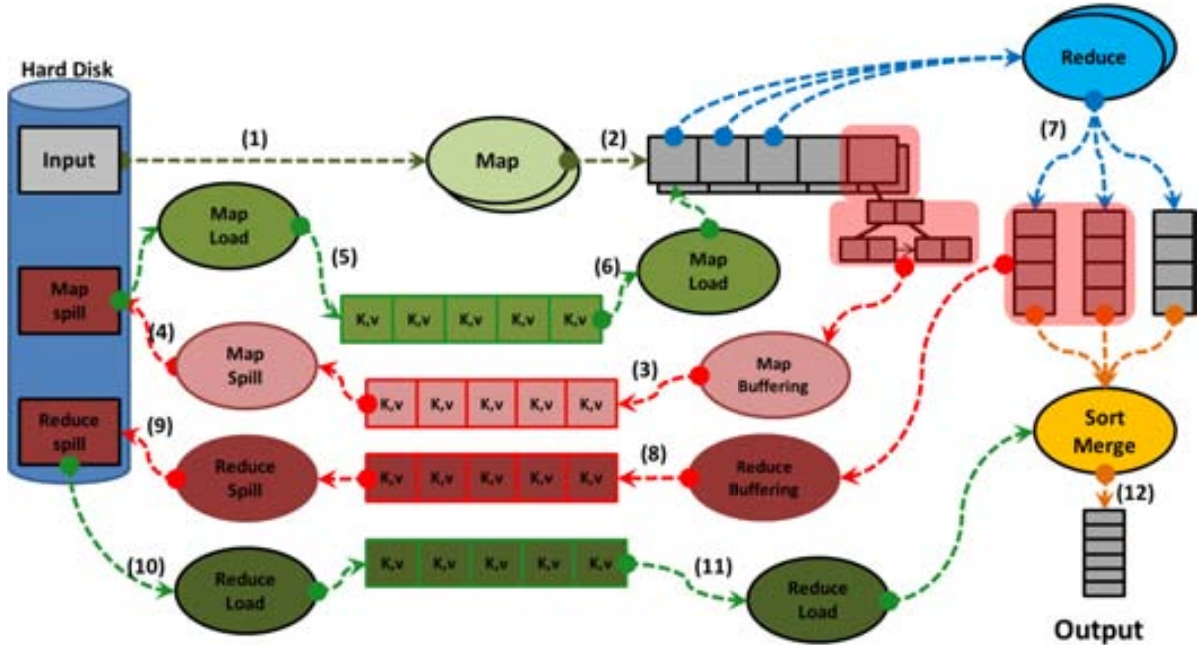 Hard Disk
Input
(1)
Map
(2)
Reduce
(7)
Map
Load
(5)
(6)
Map
Load
K,v K,v K,v K,v K,v
Map
spill
(4)
Map
Spill
(3)
Map
Buffering
K,v K,v K,v K,v K,v
Reduce
spill
(9)
Reduce
Spill
K,v K,v K,v K,v K,v
(8)
Reduce
Buffering
Sort
Merge
(12)
(10)
Reduce
Load
K,v K,v K,v K,v K,v
(11)
Reduce
Load
Output